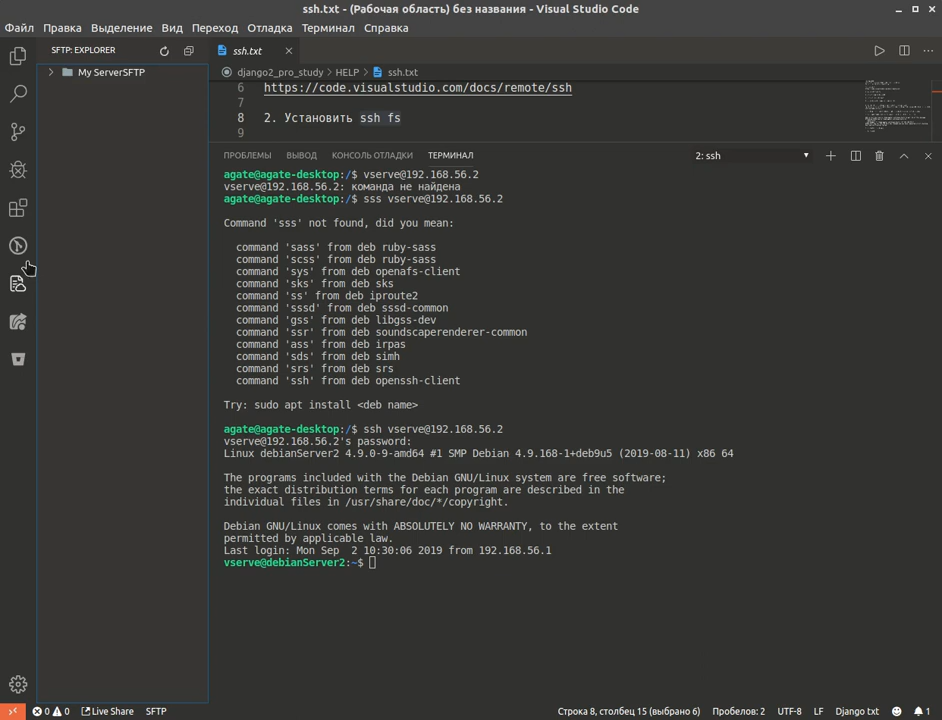 ssh.txt - (Рабочая область) без названия - Visual Studio Code
Файл Правка Выделение Вид Переход Отладка Терминал Справка
SFTP: EXPLORER
ssh.txt
My ServerSFTP
django2_pro_study > HELP > ssh.txt
6 https://code.visualstudio.com/docs/remote/ssh
7
8 2. Установить ssh fs
9
ПРОБЛЕМЫ ВЫВОД КОНСОЛЬ ОТЛАДКИ ТЕРМИНАЛ 2: ssh
agate@agate-desktop:/$ vserve@192.168.56.2
vserve@192.168.56.2: команда не найдена
agate@agate-desktop:/$ sss vserve@192.168.56.2
Command 'sss' not found, did you mean:
command 'sass' from deb ruby-sass
command 'scss' from deb ruby-sass
command 'sys' from deb openafs-client
command 'sks' from deb sks
command 'ss' from deb iproute2
command 'sssd' from deb sssd-common
command 'gss' from deb libgss-dev
command 'ssr' from deb soundscaperenderer-common
command 'ass' from deb irpas
command 'sds' from deb simh
command 'srs' from deb srs
command 'ssh' from deb openssh-client
Try: sudo apt install <deb name>
agate@agate-desktop:/$ ssh vserve@192.168.56.2
vserve@192.168.56.2's password:
Linux debianServer2 4.9.0-9-amd64 #1 SMP Debian 4.9.168-1+deb9u5 (2019-08-11) x86 64
The programs included with the Debian GNU/Linux system are free software;
the exact distribution terms for each program are described in the
individual files in /usr/share/doc/*/copyright.
Debian GNU/Linux comes with ABSOLUTELY NO WARRANTY, to the extent
permitted by applicable law.
Last login: Mon Sep  2 10:30:06 2019 from 192.168.56.1
vserve@debianServer2:~$
0 0 Live Share SFTP Строка 8, столбец 15 (выбрано 6) Пробелов: 2 UTF-8 LF Django txt 1